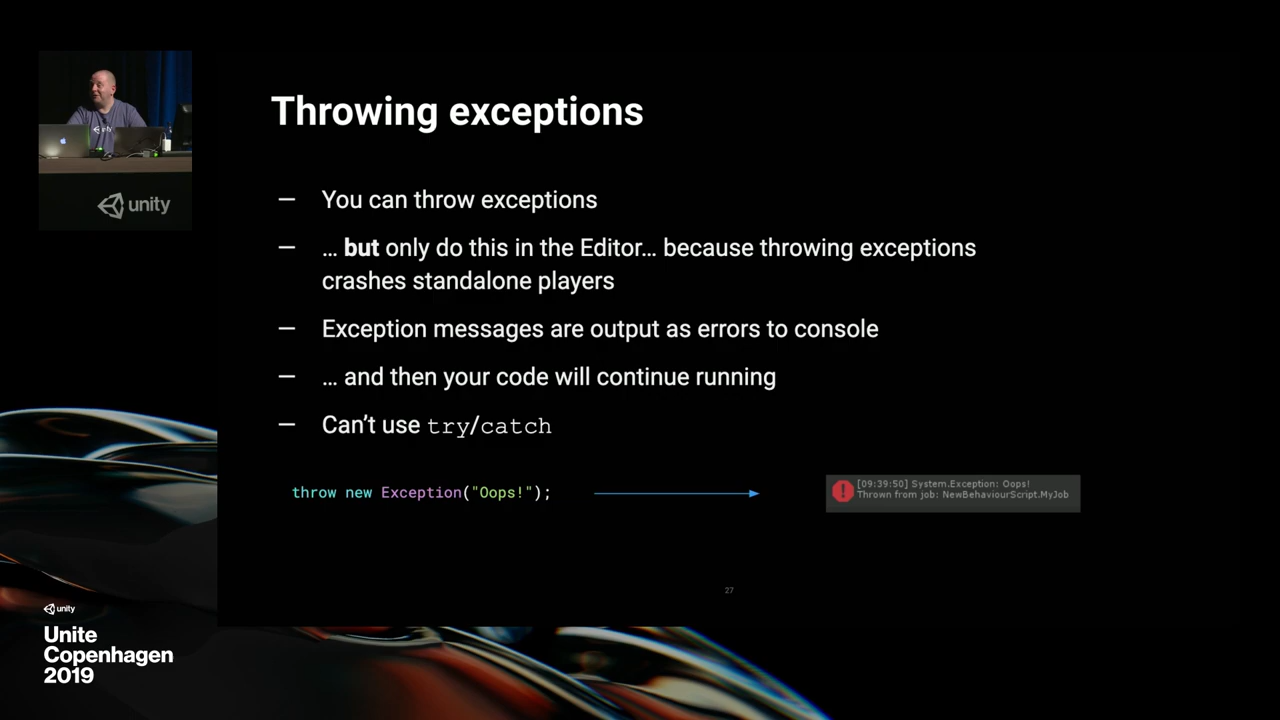 Throwing exceptions
— You can throw exceptions
— … but only do this in the Editor… because throwing exceptions
crashes standalone players
— Exception messages are output as errors to console
— … and then your code will continue running
— Can't use try/catch
throw new Exception("Oops!");
[09:39:50] System.Exception: Oops!
Thrown from job: NewBehaviourScript.MyJob
27
unity
unity
Unite
Copenhagen
2019